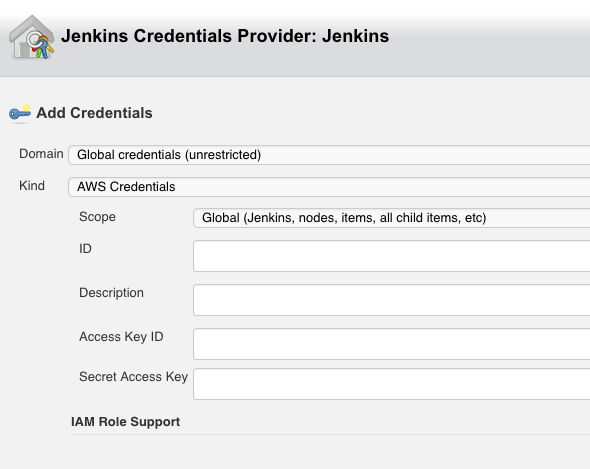 Jenkins Credentials Provider: Jenkins
Add Credentials
Domain Global credentials (unrestricted)
Kind AWS Credentials
Scope Global (Jenkins, nodes, items, all child items, etc)
ID
Description
Access Key ID
Secret Access Key
IAM Role Support